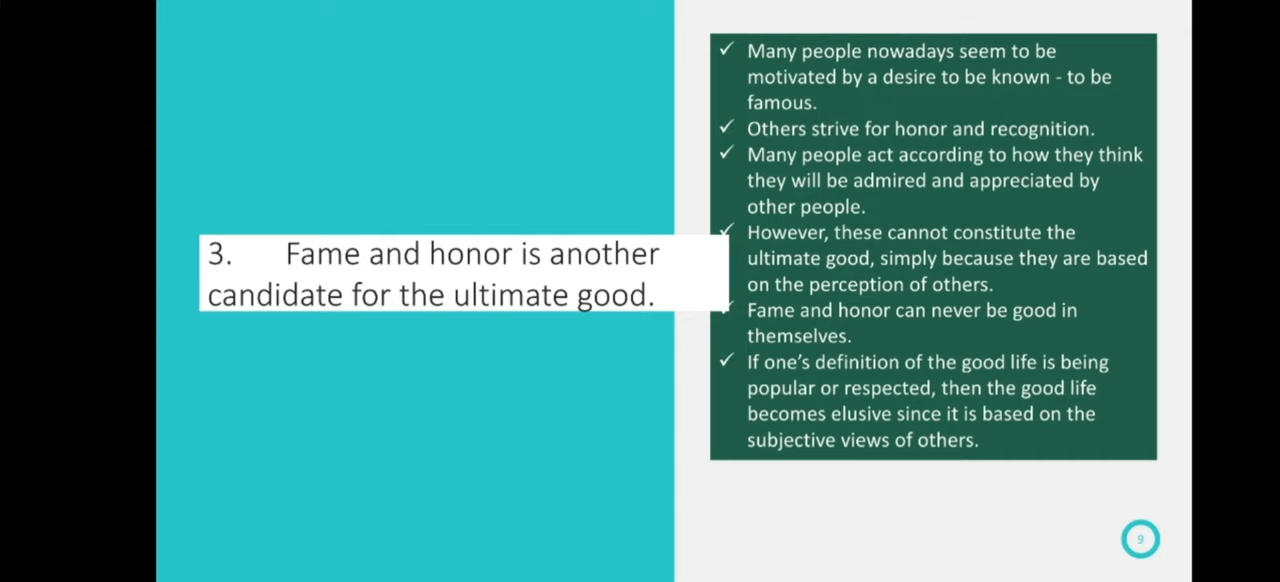 3. Fame and honor is another
candidate for the ultimate good.
✓ Many people nowadays seem to be
motivated by a desire to be known - to be
famous.
✓ Others strive for honor and recognition.
✓ Many people act according to how they think
they will be admired and appreciated by
other people.
✓ However, these cannot constitute the
ultimate good, simply because they are based
on the perception of others.
✓ Fame and honor can never be good in
themselves.
✓ If one’s definition of the good life is being
popular or respected, then the good life
becomes elusive since it is based on the
subjective views of others.
9